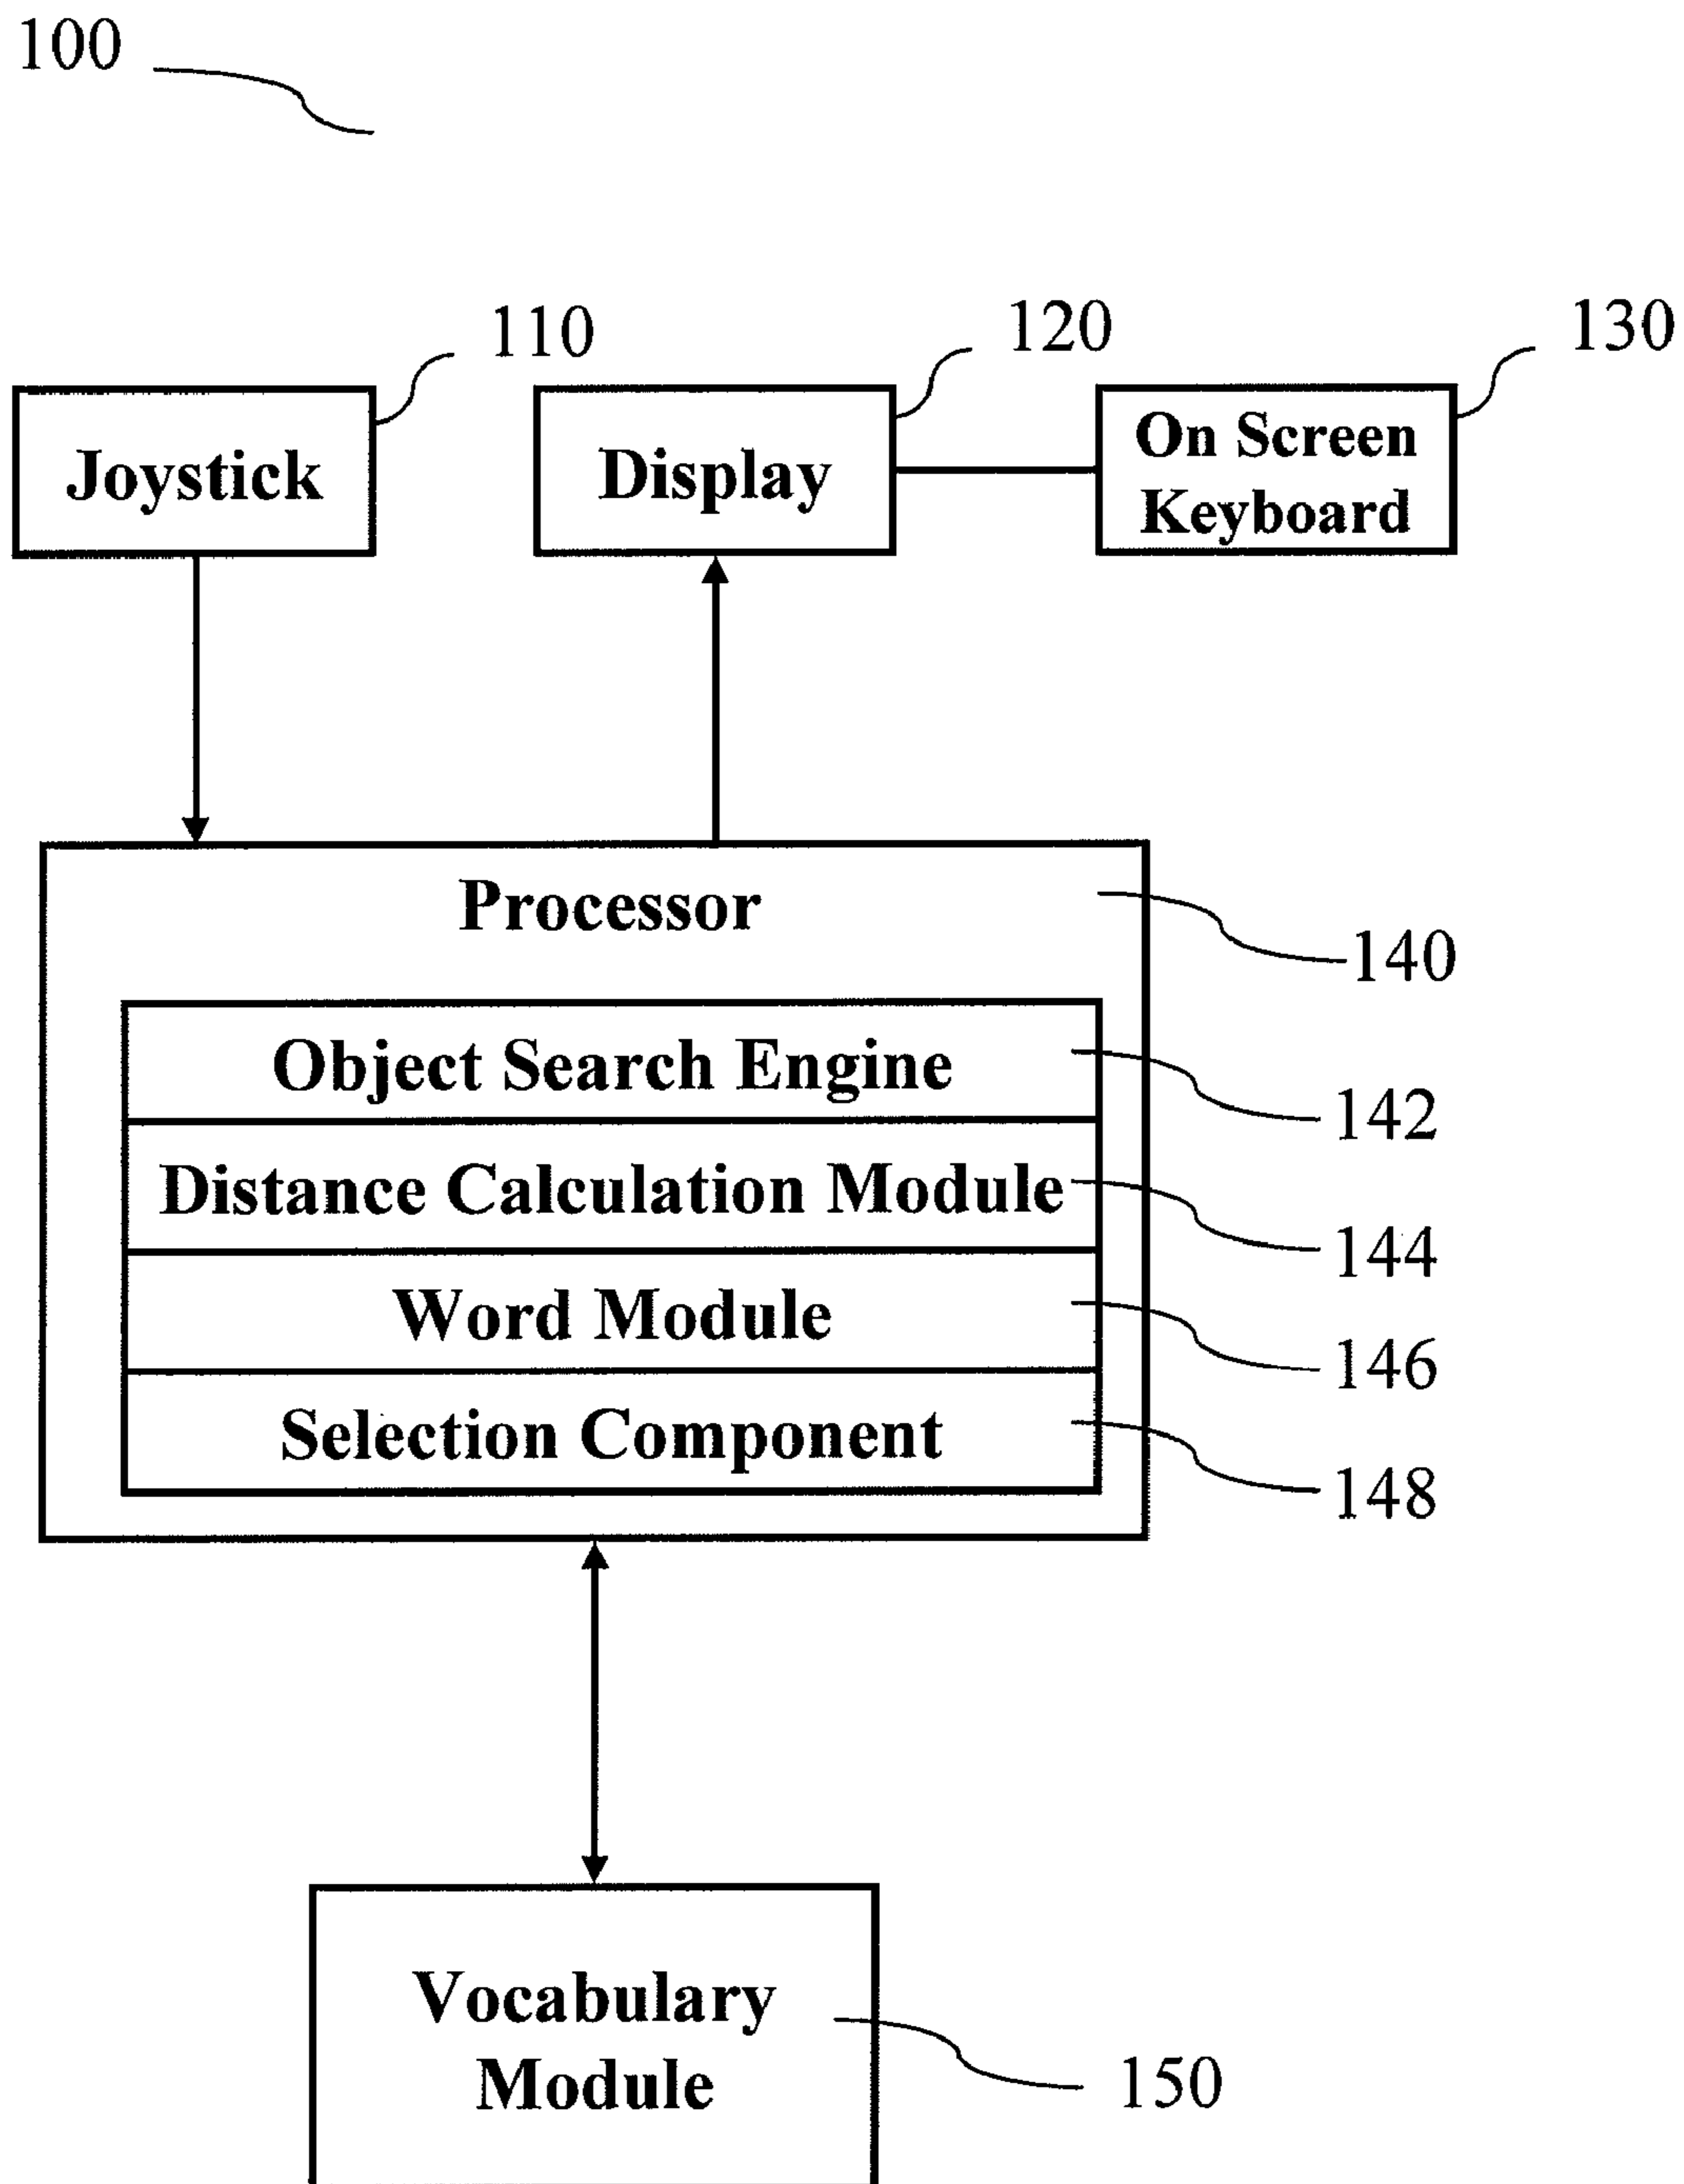 100
110
120
130
Joystick
Display
On Screen
Keyboard
Processor
140
Object Search Engine
142
Distance Calculation Module
144
Word Module
146
Selection Component
148
Vocabulary
Module
150